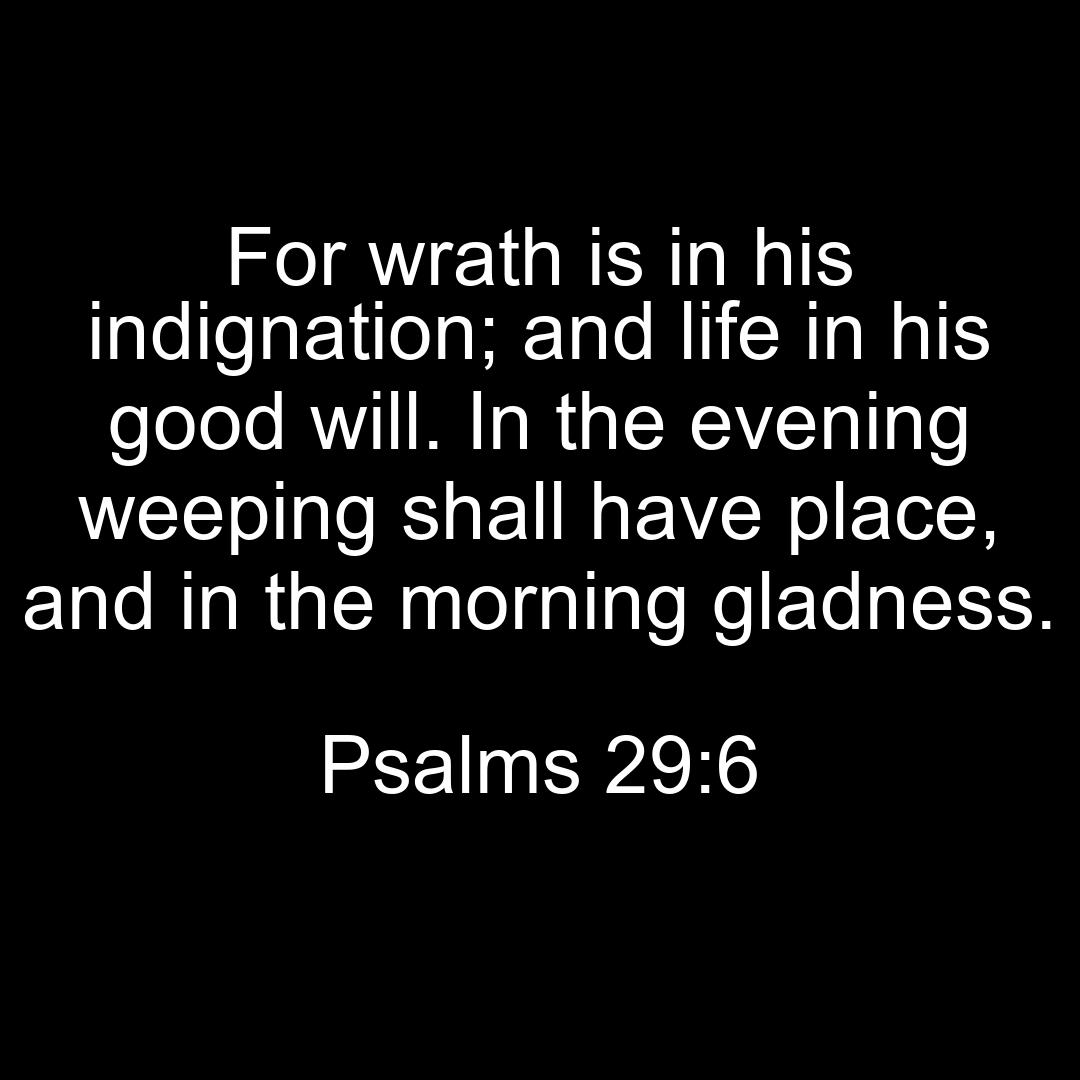 For wrath is in his
indignation; and life in his
good will. In the evening
weeping shall have place,
and in the morning gladness.
Psalms 29:6